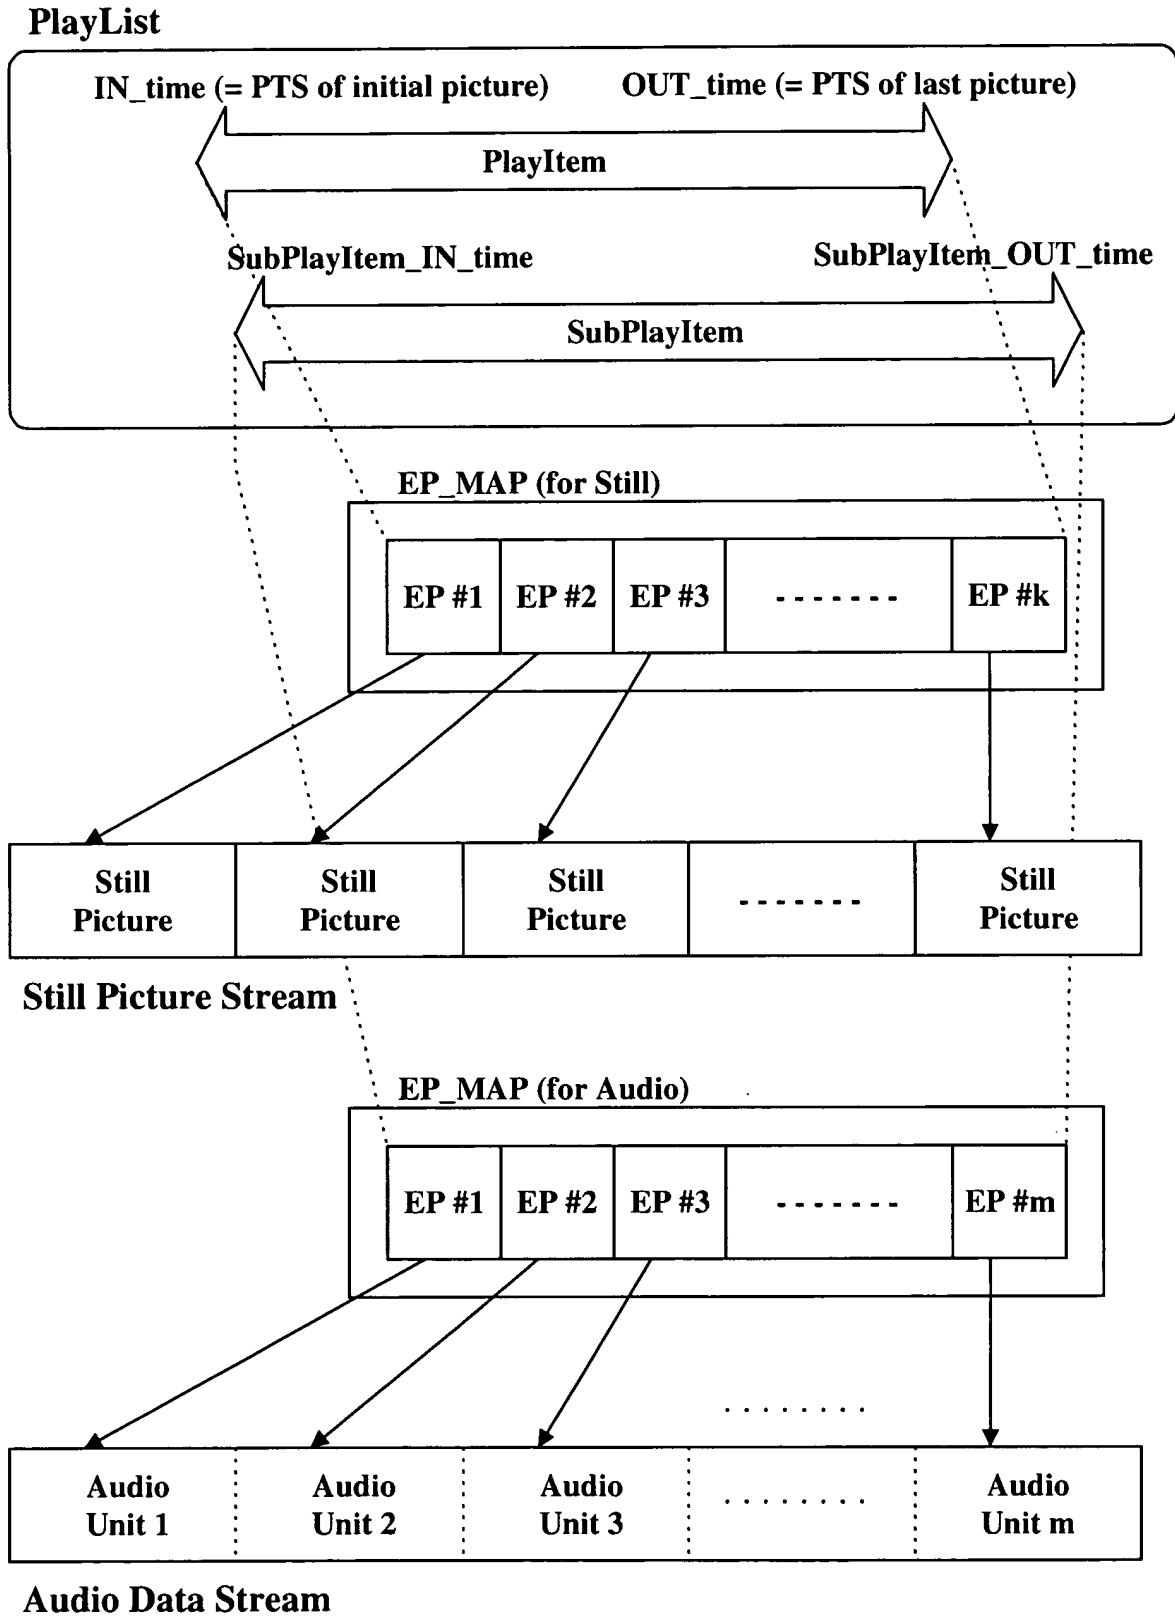 PlayList
IN_time (= PTS of initial picture) OUT_time (= PTS of last picture)
PlayItem
SubPlayItem_IN_time SubPlayItem_OUT_time
SubPlayItem
EP_MAP (for Still)
EP #1 EP #2 EP #3 - - - - - - - EP #k
Still Still Still Still
Picture Picture Picture - - - - - - - Picture
Still Picture Stream
EP_MAP (for Audio)
EP #1 EP #2 EP #3 - - - - - - - EP #m
. . . . . . . .
Audio Audio Audio . . . . . . . . Audio
Unit 1 Unit 2 Unit 3 Unit m
Audio Data Stream